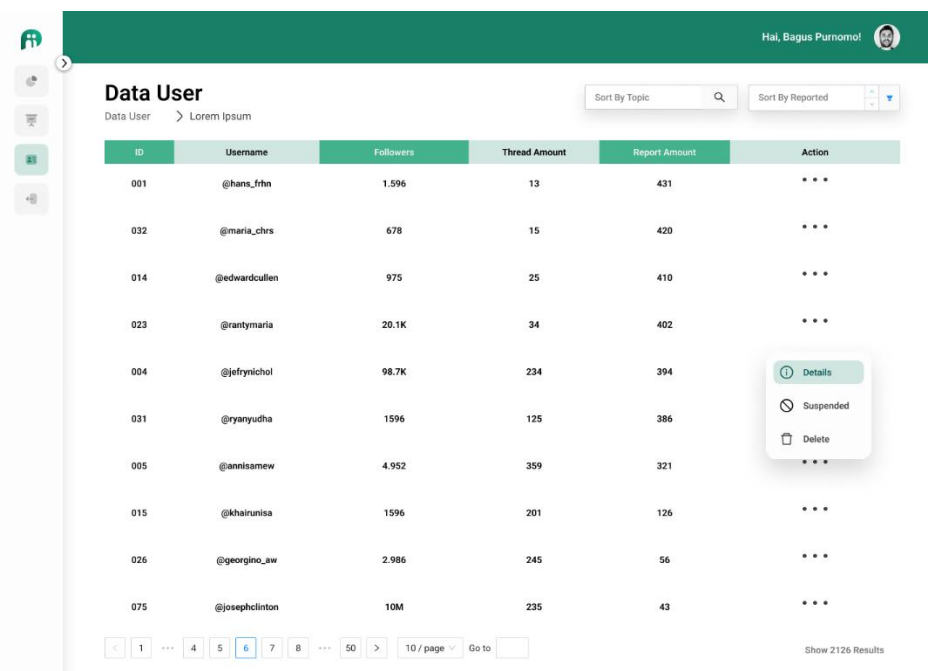 Hai, Bagus Purnomo!
Data User
Sort By Topic
Sort By Reported
Data User > Lorem Ipsum
ID Username Followers Thread Amount Report Amount Action
001 @hans_frhn 1.596 13 431
032 @maria_chrs 678 15 420
014 @edwardcullen 975 25 410
023 @rantymaria 20.1K 34 402
004 @jefrynichol 98.7K 234 394
Details
031 @ryanyudha 1596 125 386
Suspended
Delete
005 @annisamew 4.952 359 321
015 @khairunisa 1596 201 126
026 @georgino_aw 2.986 245 56
075 @josephclinton 10M 235 43
< 1 ••• 4 5 6 7 8 ••• 50 > 10 / page Go to
Show 2126 Results